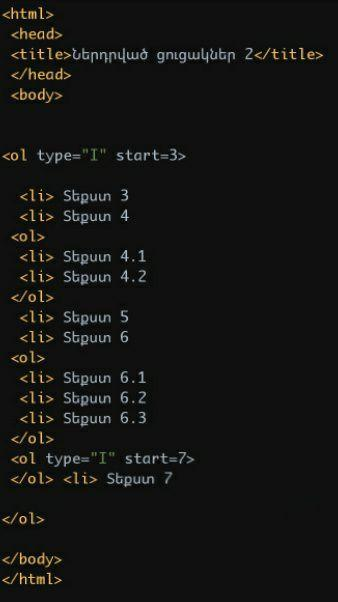 <html>
<head>
<title>Ներդրված ցուցակներ 2</title>
</head>
<body>
<ol type="I" start=3>
<li> Տեքստ 3
<li> Տեքստ 4
<ol>
<li> Տեքստ 4.1
<li> Տեքստ 4.2
</ol>
<li> Տեքստ 5
<li> Տեքստ 6
<ol>
<li> Տեքստ 6.1
<li> Տեքստ 6.2
<li> Տեքստ 6.3
</ol>
<ol type="I" start=7>
</ol> <li> Տեքստ 7
</ol>
</body>
</html>